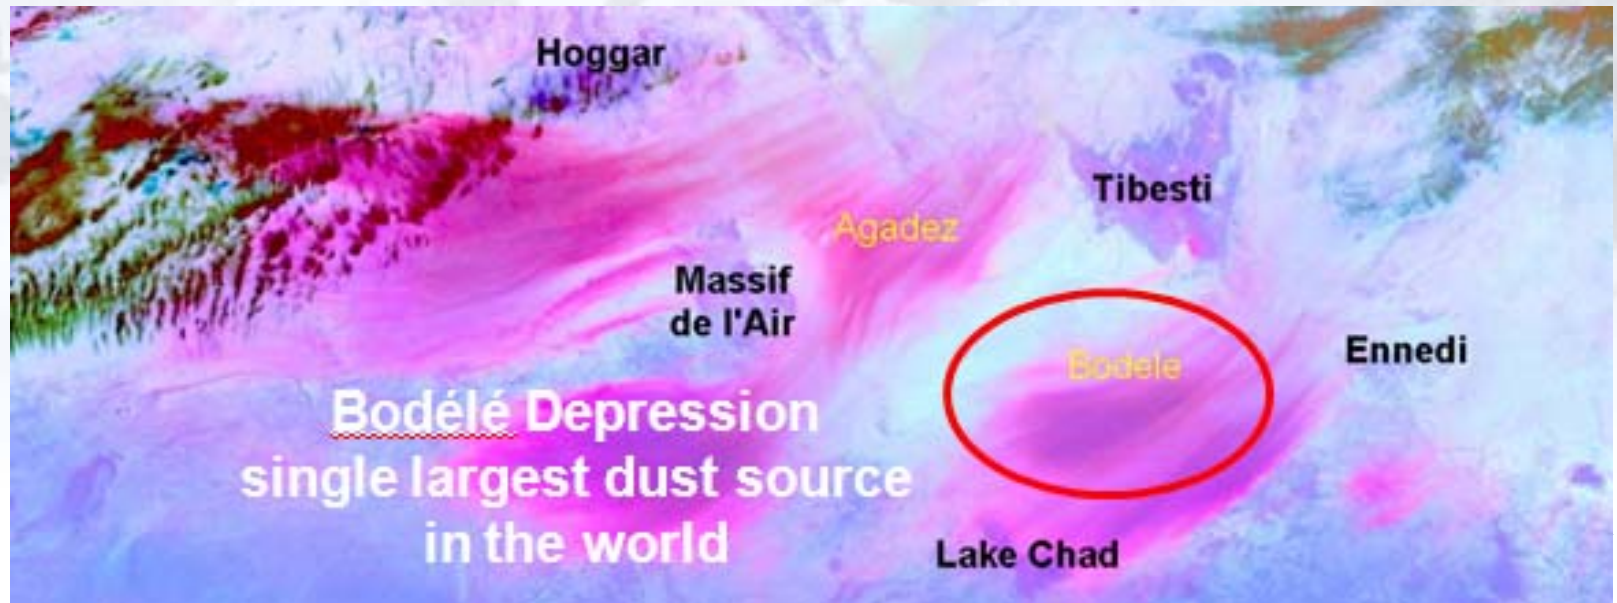 Hoggar
Tibesti
Agadez
Massif
de l'Air
Ennedi
Bodele
Bodélé Depression
single largest dust source
in the world
Lake Chad